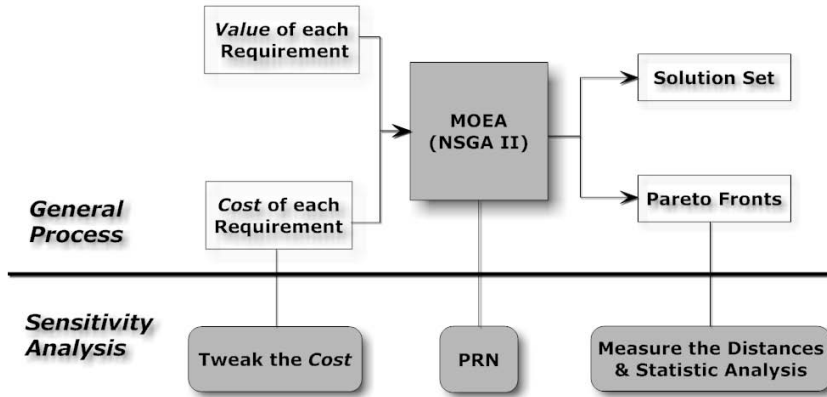 Value of each
Requirement
Cost of each
Requirement
MOEA
(NSGA II)
Solution Set
Pareto Fronts
General
Process
Sensitivity
Analysis
Tweak the Cost
PRN
Measure the Distances
& Statistic Analysis